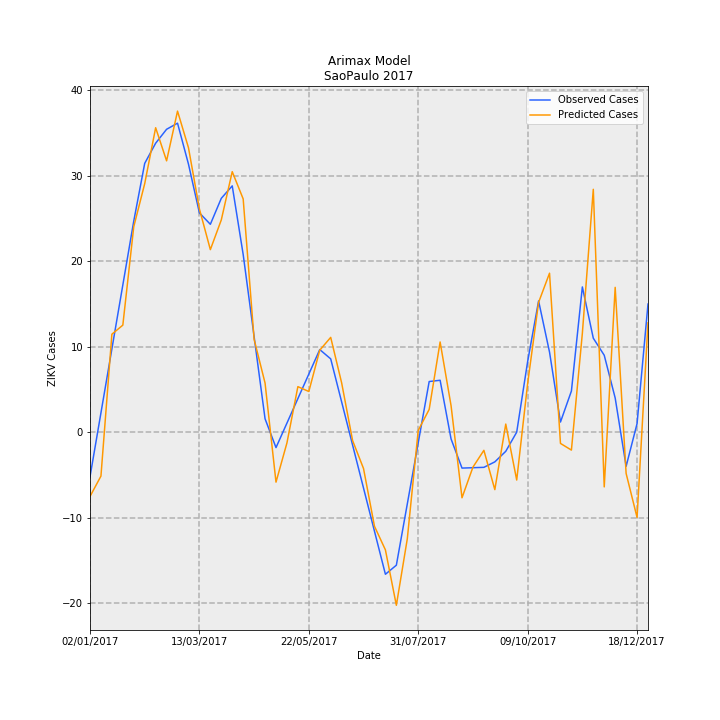 Arimax Model
SaoPaulo 2017
Observed Cases
Predicted Cases
ZIKV Cases
40
30
20
10
0
−10
−20
02/01/2017 13/03/2017 22/05/2017 31/07/2017 09/10/2017 18/12/2017
Date